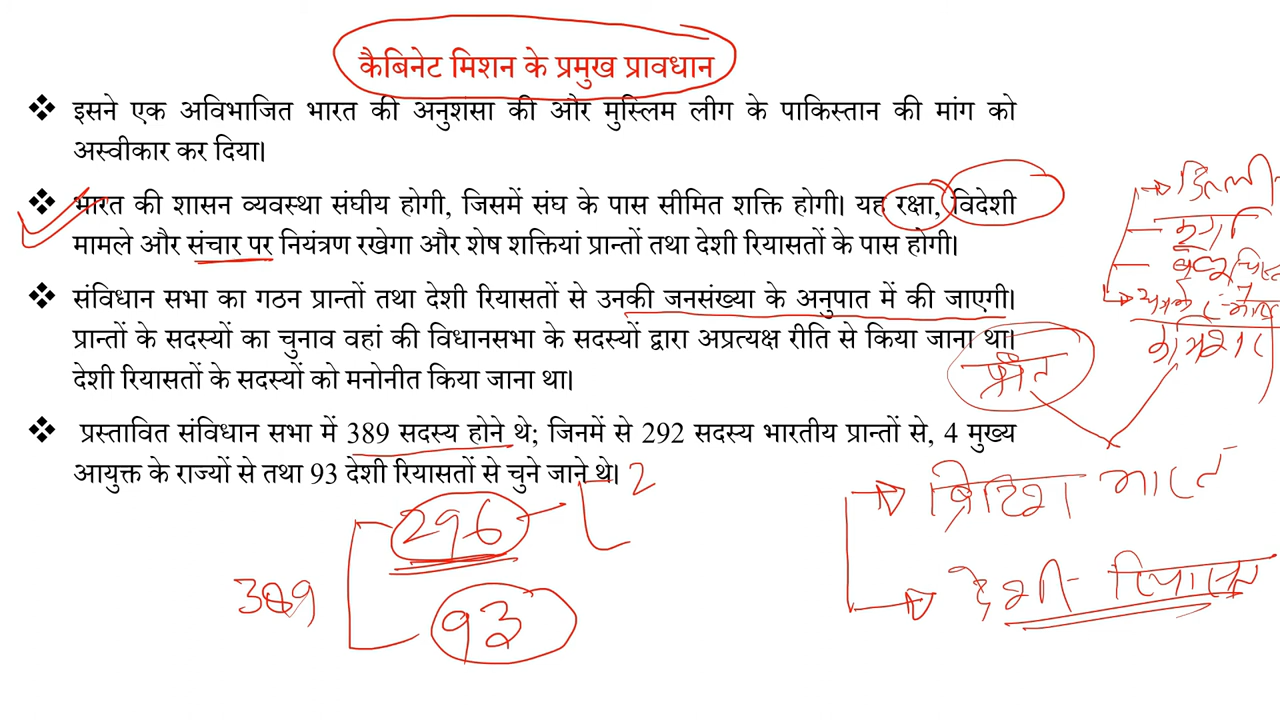 कैबिनेट मिशन के प्रमुख प्रावधान
❖ इसने एक अविभाजित भारत की अनुशंसा की और मुस्लिम लीग के पाकिस्तान की मांग को
अस्वीकार कर दिया।
❖ भारत की शासन व्यवस्था संघीय होगी, जिसमें संघ के पास सीमित शक्ति होगी। यह रक्षा, विदेशी
मामले और संचार पर नियंत्रण रखेगा और शेष शक्तियां प्रान्तों तथा देशी रियासतों के पास होगी।
❖ संविधान सभा का गठन प्रान्तों तथा देशी रियासतों से उनकी जनसंख्या के अनुपात में की जाएगी।
प्रान्तों के सदस्यों का चुनाव वहां की विधानसभा के सदस्यों द्वारा अप्रत्यक्ष रीति से किया जाना था।
देशी रियासतों के सदस्यों को मनोनीत किया जाना था।
❖ प्रस्तावित संविधान सभा में 389 सदस्य होने थे; जिनमें से 292 सदस्य भारतीय प्रान्तों से, 4 मुख्य
आयुक्त के राज्यों से तथा 93 देशी रियासतों से चुने जाने थे।
296
2
389
93
दिल्ली
कुर्ग
प्रांत
ब्रिटिश भारत
देशी रियासत